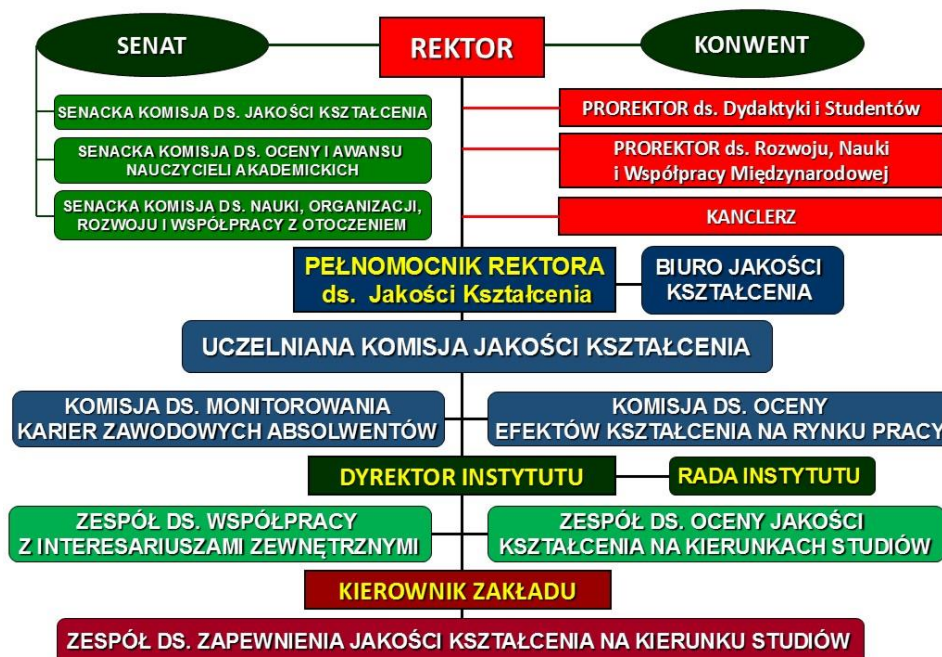 SENAT
REKTOR
KONWENT
SENACKA KOMISJA DS. JAKOŚCI KSZTAŁCENIA
SENACKA KOMISJA DS. OCENY I AWANSU
NAUCZYCIELI AKADEMICKICH
SENACKA KOMISJA DS. NAUKI, ORGANIZACJI,
ROZWOJU I WSPÓŁPRACY Z OTOCZENIEM
PROREKTOR ds. Dydaktyki i Studentów
PROREKTOR ds. Rozwoju, Nauki
i Współpracy Międzynarodowej
KANCLERZ
PEŁNOMOCNIK REKTORA
ds. Jakości Kształcenia
BIURO JAKOŚCI
KSZTAŁCENIA
UCZELNIANA KOMISJA JAKOŚCI KSZTAŁCENIA
KOMISJA DS. MONITOROWANIA
KARIER ZAWODOWYCH ABSOLWENTÓW
KOMISJA DS. OCENY
EFEKTÓW KSZTAŁCENIA NA RYNKU PRACY
DYREKTOR INSTYTUTU
RADA INSTYTUTU
ZESPÓŁ DS. WSPÓŁPRACY
Z INTERESARIUSZAMI ZEWNĘTRZNYMI
ZESPÓŁ DS. OCENY JAKOŚCI
KSZTAŁCENIA NA KIERUNKACH STUDIÓW
KIEROWNIK ZAKŁADU
ZESPÓŁ DS. ZAPEWNIENIA JAKOŚCI KSZTAŁCENIA NA KIERUNKU STUDIÓW